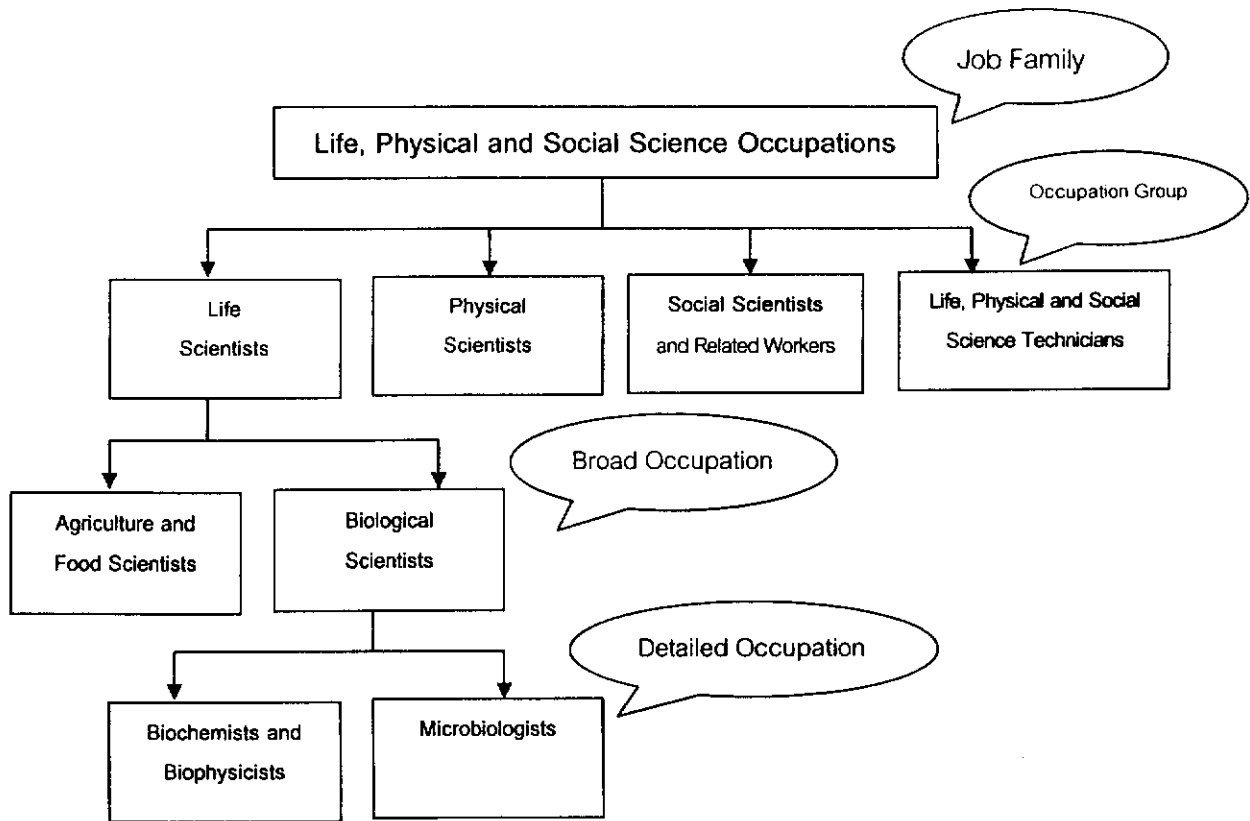 Job Family
Life, Physical and Social Science Occupations
Occupation Group
Life
Scientists
Physical
Scientists
Social Scientists
and Related Workers
Life, Physical and Social
Science Technicians
Broad Occupation
Agriculture and
Food Scientists
Biological
Scientists
Detailed Occupation
Biochemists and
Biophysicists
Microbiologists